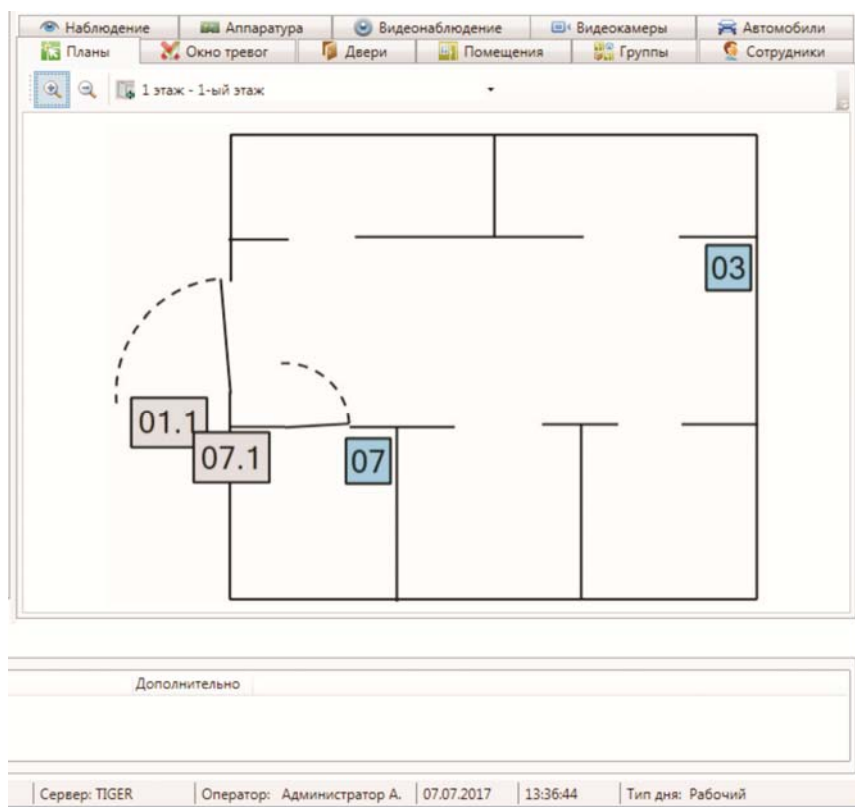 Наблюдение Аппаратура Видеонаблюдение Видеокамеры Автомобили
Планы Окно тревог Двери Помещения Группы Сотрудники
1 этаж - 1-ый этаж
03
01.1
07.1
07
Дополнительно
Сервер: TIGER Оператор: Администратор А. 07.07.2017 13:36:44 Тип дня: Рабочий